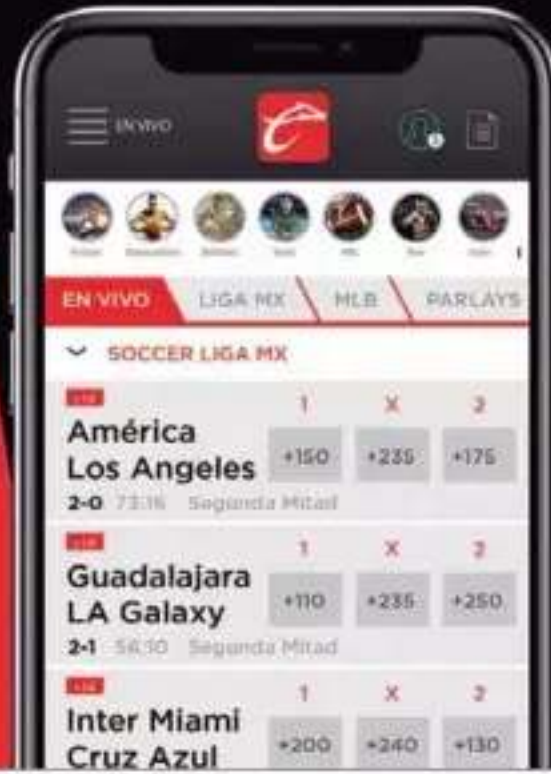 EN VIVO
EN VIVO LIGA MX MLB PARLAYS
SOCCER LIGA MX
1 X 2
América
Los Angeles
+150 +235 +175
2-0 73:16 Segunda Mitad
1 X 2
Guadalajara
LA Galaxy
+110 +235 +250
2-1 Segunda Mitad
1 X 2
Inter Miami
Cruz Azul
+200 +240 +130